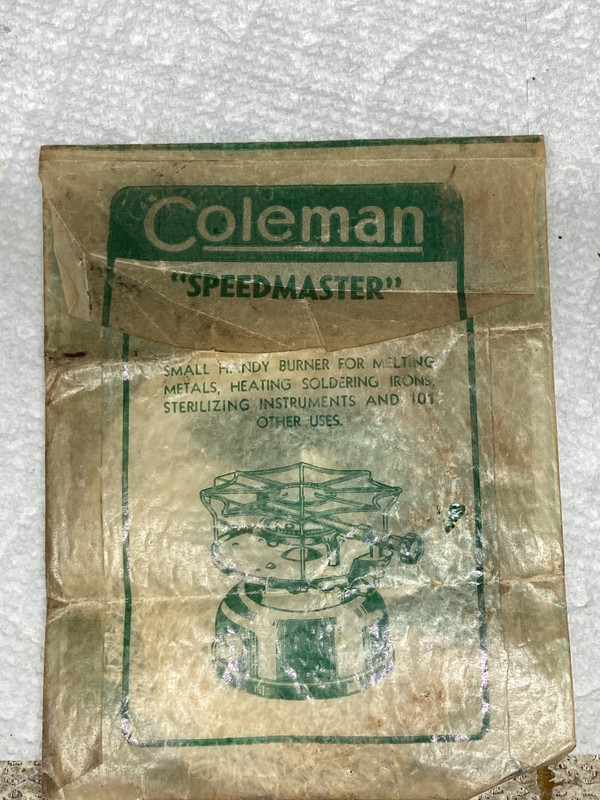 Coleman
"SPEEDMASTER"
SMALL HANDY BURNER FOR MELTING
METALS, HEATING SOLDERING IRONS,
STERILIZING INSTRUMENTS AND 101
OTHER USES.